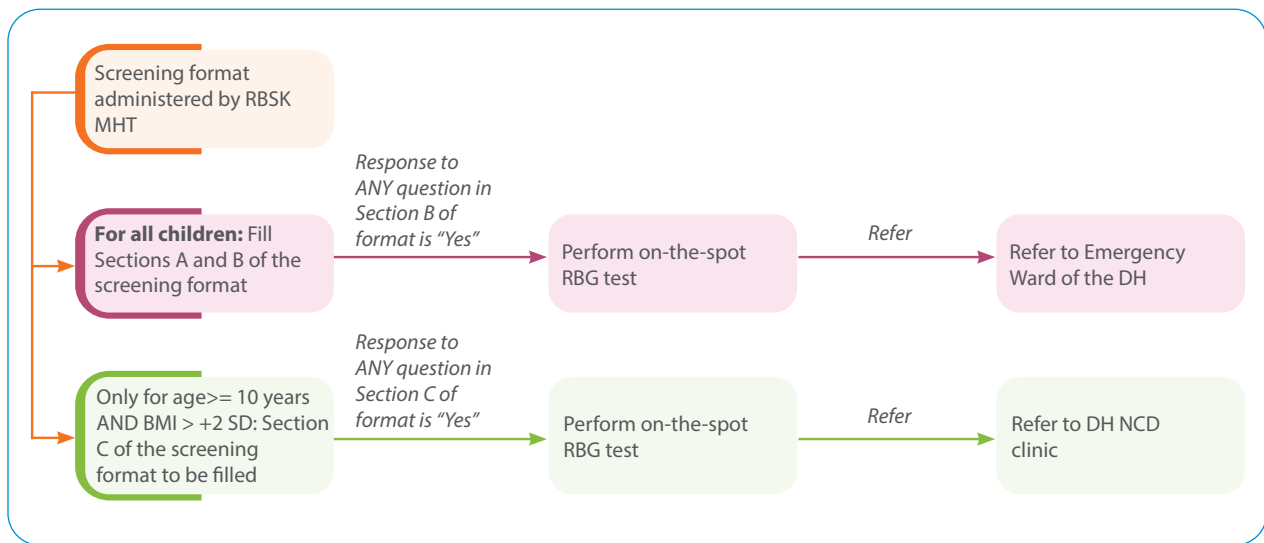 Screening format
administered by RBSK
MHT
For all children: Fill
Sections A and B of the
screening format
Response to
ANY question in
Section B of
format is “Yes”
Perform on-the-spot
RBG test
Refer
Refer to Emergency
Ward of the DH
Only for age>= 10 years
AND BMI > +2 SD: Section
C of the screening
format to be filled
Response to
ANY question in
Section C of
format is “Yes”
Perform on-the-spot
RBG test
Refer
Refer to DH NCD
clinic